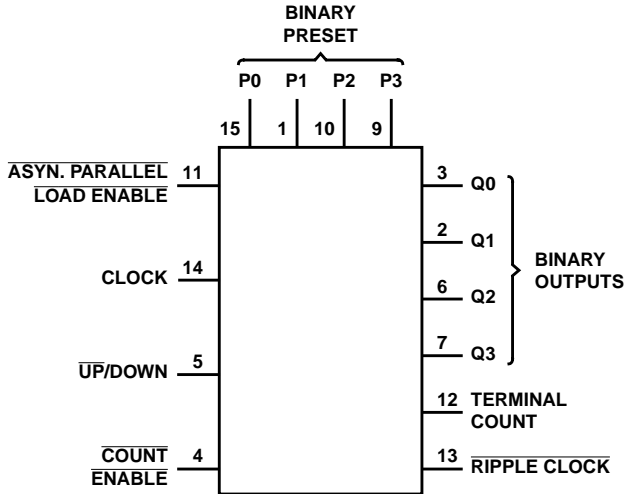 BINARY
PRESET
P0 P1 P2 P3
15 1 10 9
ASYN. PARALLEL 11
LOAD ENABLE
3 Q0
2 Q1
CLOCK 14
BINARY
OUTPUTS
6 Q2
7 Q3
UP/DOWN 5
12 TERMINAL
COUNT
COUNT 4
ENABLE
13 RIPPLE CLOCK